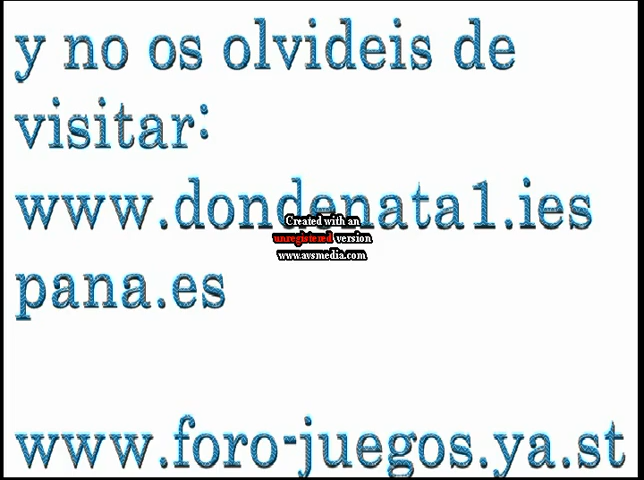 y no os olvideis de
visitar:
www.dondenata1.ies
pana.es
Created with an
unregistered version
www.avsmedia.com
www.foro-juegos.ya.st